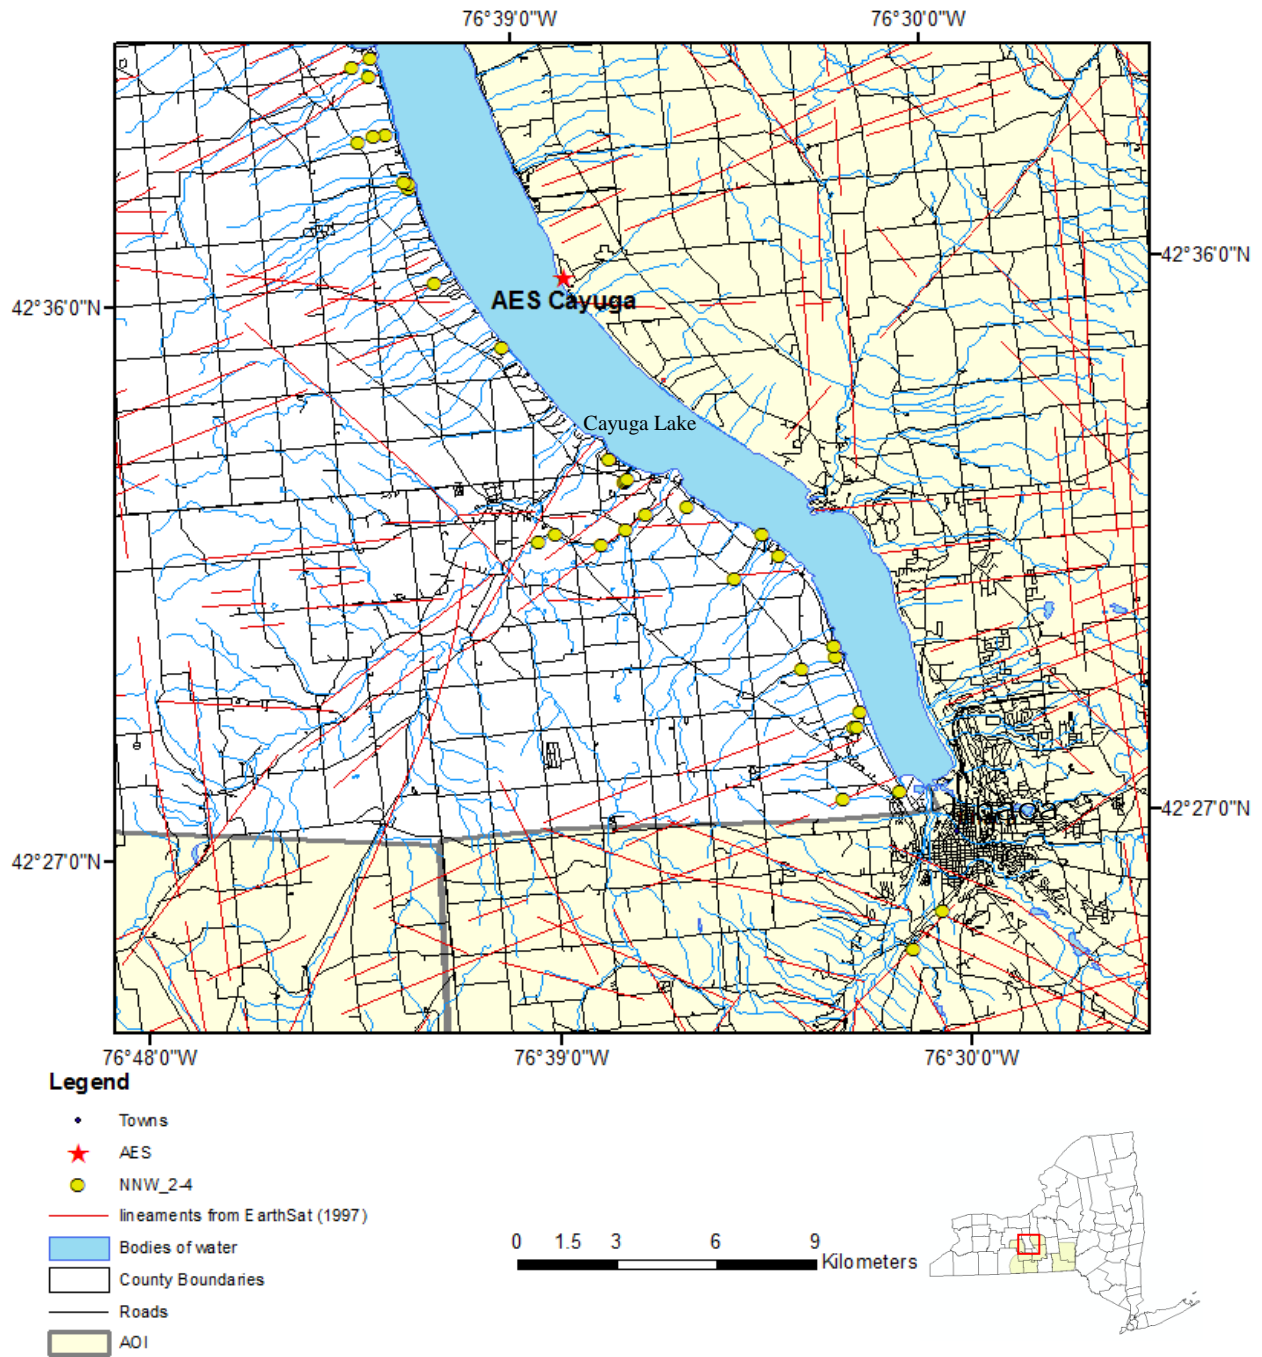 76°39'0"W 76°30'0"W
42°36'0"N
42°36'0"N
AES Cayuga
Cayuga Lake
42°27'0"N
42°27'0"N
76°48'0"W 76°39'0"W 76°30'0"W
Legend
Towns
AES
NNW_2-4
lineaments from EarthSat (1997)
Bodies of water
County Boundaries
Roads
AOI
0 1.5 3 6 9
Kilometers